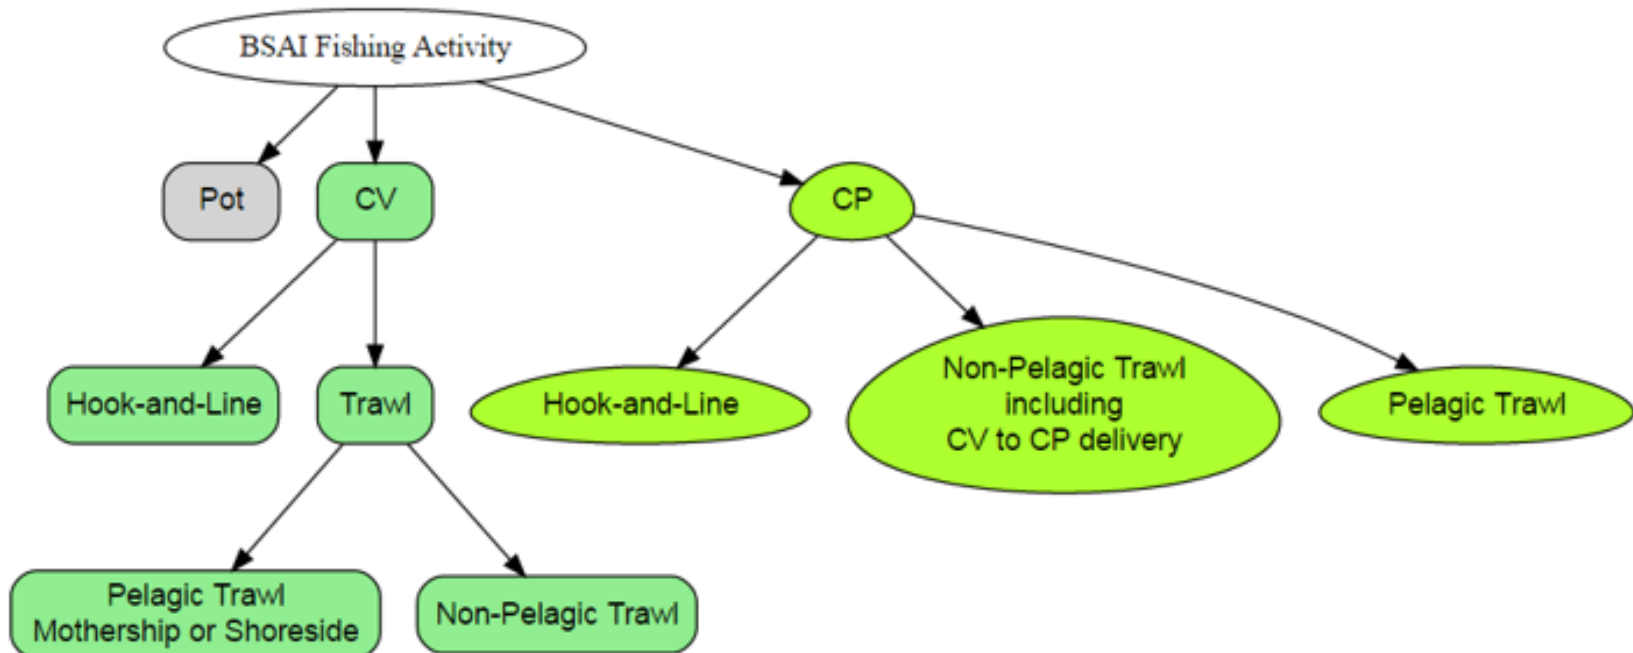 BSAI Fishing Activity
Pot
CV
CP
Hook-and-Line
Trawl
Hook-and-Line
Non-Pelagic Trawl
including
CV to CP delivery
Pelagic Trawl
Pelagic Trawl
Mothership or Shoreside
Non-Pelagic Trawl